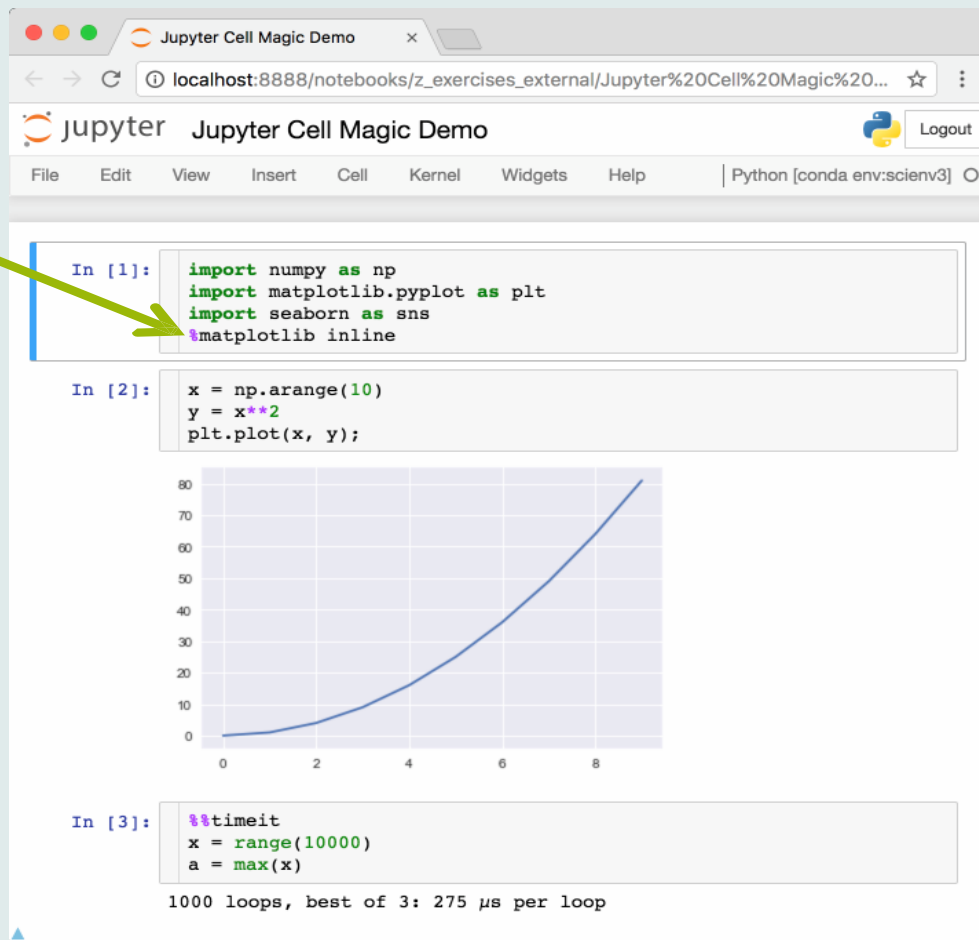 Jupyter Cell Magic Demo
localhost:8888/notebooks/z_exercises_external/Jupyter%20Cell%20Magic%20...
jupyter Jupyter Cell Magic Demo Logout
File Edit View Insert Cell Kernel Widgets Help Python [conda env:scienv3]
In [1]: import numpy as np
import matplotlib.pyplot as plt
import seaborn as sns
%matplotlib inline
In [2]: x = np.arange(10)
y = x**2
plt.plot(x, y);
80
70
60
50
40
30
20
10
0
0 2 4 6 8
In [3]: %%timeit
x = range(10000)
a = max(x)
1000 loops, best of 3: 275 µs per loop